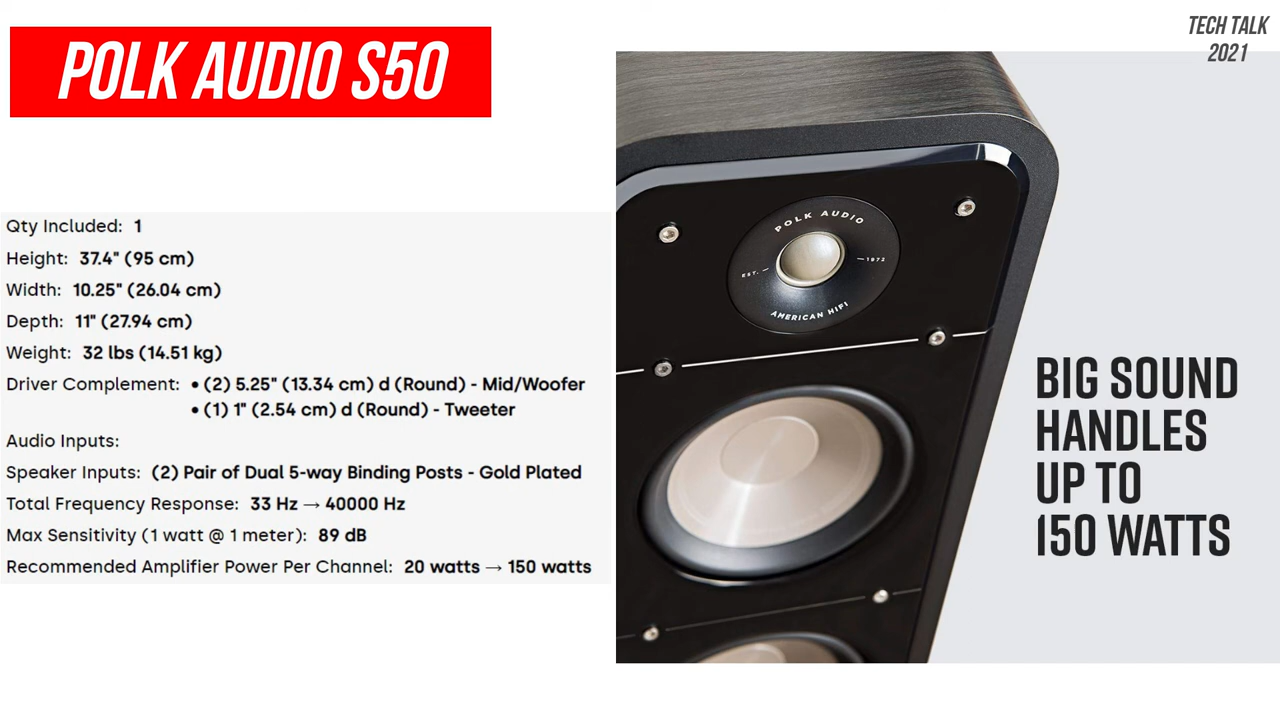 POLK AUDIO S50
TECH TALK
2021
Qty Included: 1
Height: 37.4" (95 cm)
Width: 10.25" (26.04 cm)
Depth: 11" (27.94 cm)
Weight: 32 lbs (14.51 kg)
Driver Complement: • (2) 5.25" (13.34 cm) d (Round) - Mid/Woofer
• (1) 1" (2.54 cm) d (Round) - Tweeter
Audio Inputs:
Speaker Inputs: (2) Pair of Dual 5-way Binding Posts - Gold Plated
Total Frequency Response: 33 Hz → 40000 Hz
Max Sensitivity (1 watt @ 1 meter): 89 dB
Recommended Amplifier Power Per Channel: 20 watts → 150 watts
POLK AUDIO
EST. — — 1972
AMERICAN HIFI
BIG SOUND
HANDLES
UP TO
150 WATTS